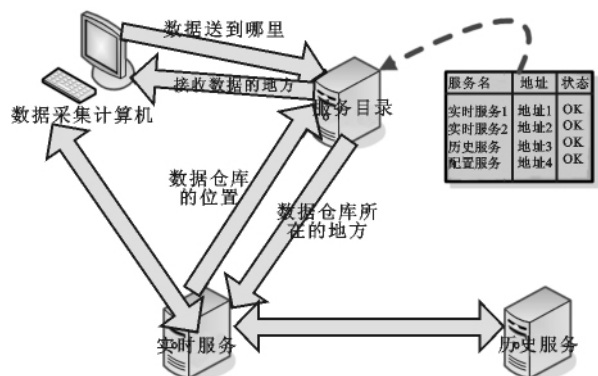 数据送到哪里
接收数据的地方
服务目录
数据采集计算机
服务名 地址 状态
实时服务1 地址1 OK
实时服务2 地址2 OK
历史服务 地址3 OK
配置服务 地址4 OK
数据仓库
的位置
数据仓库所
在的地方
实时服务
历史服务